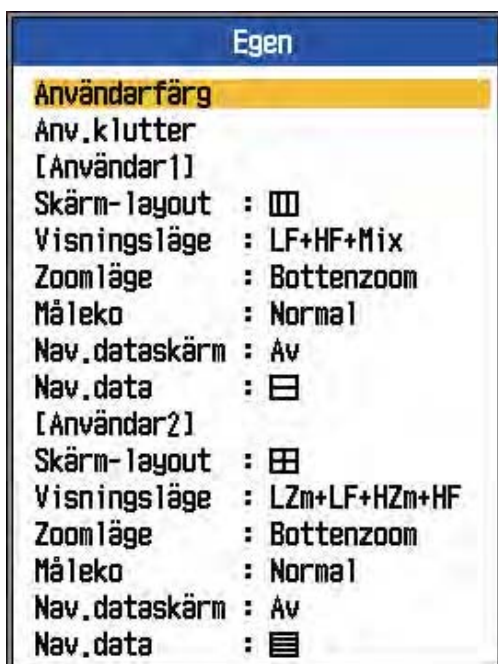 Egen
Användarfärg
Anv.klutter
[Användar1]
Skärm-layout :
Visningsläge : LF+HF+Mix
Zoomläge : Bottenzoom
Måleko : Normal
Nav.dataskärm : Av
Nav.data :
[Användar2]
Skärm-layout :
Visningsläge : LZm+LF+HZm+HF
Zoomläge : Bottenzoom
Måleko : Normal
Nav.dataskärm : Av
Nav.data :